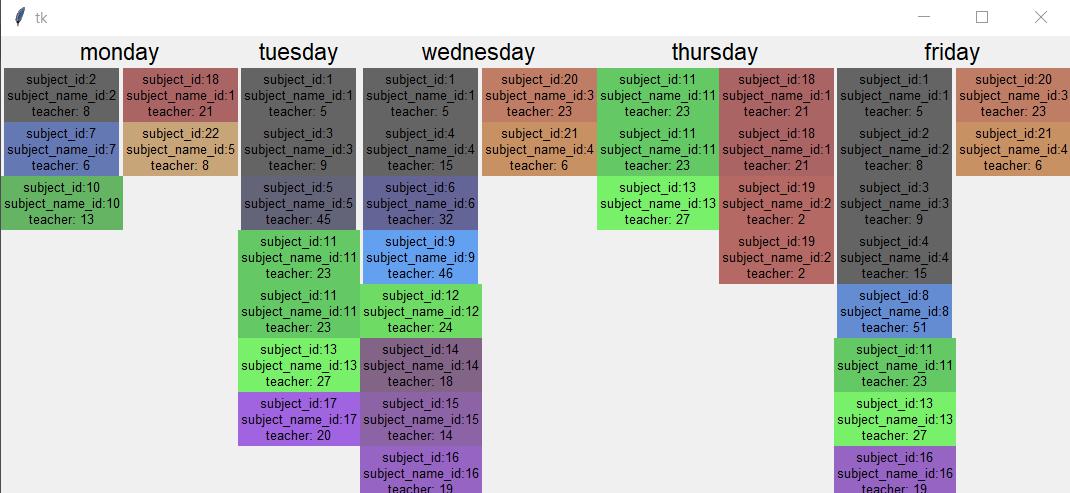 tk
monday
subject_id:2
subject_name_id:2
teacher: 8
subject_id:7
subject_name_id:7
teacher: 6
subject_id:10
subject_name_id:10
teacher: 13
subject_id:18
subject_name_id:1
teacher: 21
subject_id:22
subject_name_id:5
teacher: 8
tuesday
subject_id:1
subject_name_id:1
teacher: 5
subject_id:3
subject_name_id:3
teacher: 9
subject_id:5
subject_name_id:5
teacher: 45
subject_id:11
subject_name_id:11
teacher: 23
subject_id:11
subject_name_id:11
teacher: 23
subject_id:13
subject_name_id:13
teacher: 27
subject_id:17
subject_name_id:17
teacher: 20
wednesday
subject_id:1
subject_name_id:1
teacher: 5
subject_id:4
subject_name_id:4
teacher: 15
subject_id:6
subject_name_id:6
teacher: 32
subject_id:9
subject_name_id:9
teacher: 46
subject_id:12
subject_name_id:12
teacher: 24
subject_id:14
subject_name_id:14
teacher: 18
subject_id:15
subject_name_id:15
teacher: 14
subject_id:16
subject_name_id:16
teacher: 19
subject_id:20
subject_name_id:3
teacher: 23
subject_id:21
subject_name_id:4
teacher: 6
thursday
subject_id:11
subject_name_id:11
teacher: 23
subject_id:11
subject_name_id:11
teacher: 23
subject_id:13
subject_name_id:13
teacher: 27
subject_id:18
subject_name_id:1
teacher: 21
subject_id:18
subject_name_id:1
teacher: 21
subject_id:19
subject_name_id:2
teacher: 2
subject_id:19
subject_name_id:2
teacher: 2
friday
subject_id:1
subject_name_id:1
teacher: 5
subject_id:2
subject_name_id:2
teacher: 8
subject_id:3
subject_name_id:3
teacher: 9
subject_id:4
subject_name_id:4
teacher: 15
subject_id:8
subject_name_id:8
teacher: 51
subject_id:11
subject_name_id:11
teacher: 23
subject_id:13
subject_name_id:13
teacher: 27
subject_id:16
subject_name_id:16
teacher: 19
subject_id:20
subject_name_id:3
teacher: 23
subject_id:21
subject_name_id:4
teacher: 6